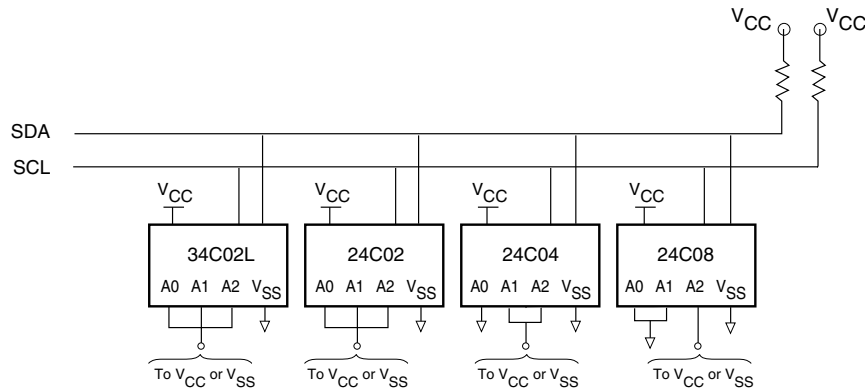 VCC VCC
SDA
SCL
VCC VCC VCC VCC
34C02L 24C02 24C04 24C08
A0 A1 A2 VSS A0 A1 A2 VSS A0 A1 A2 VSS A0 A1 A2 VSS
To VCC or VSS To VCC or VSS To VCC or VSS To VCC or VSS